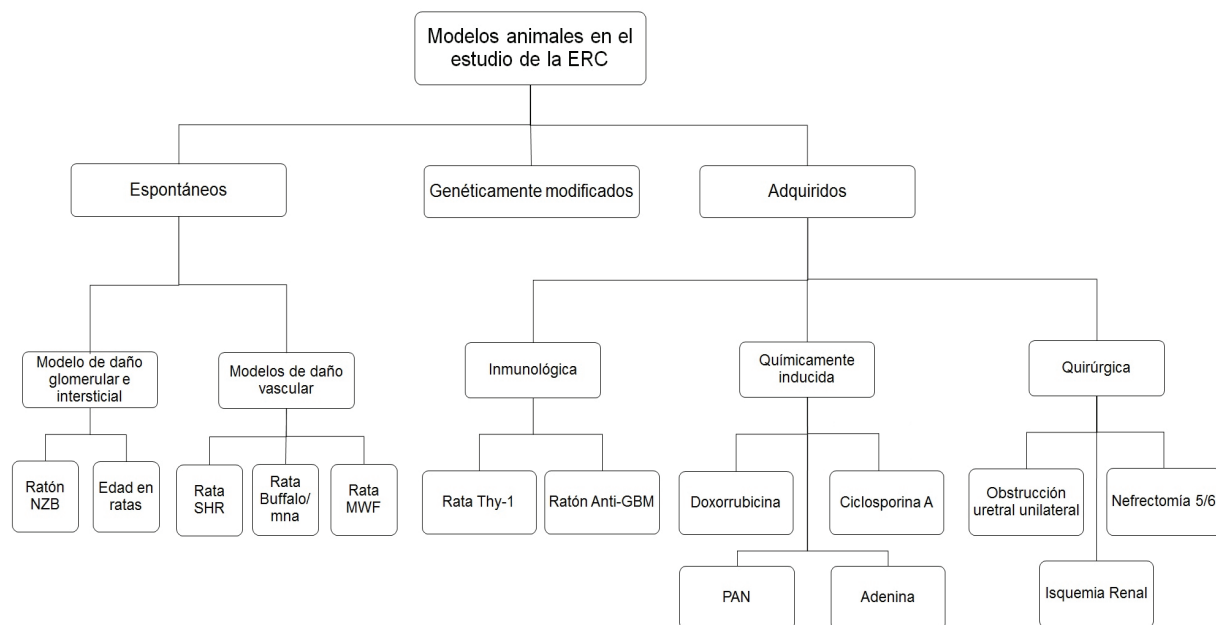 Modelos animales en el
estudio de la ERC
Espontáneos
Genéticamente modificados
Adquiridos
Modelo de daño
glomerular e
intersticial
Modelos de daño
vascular
Inmunológica
Químicamente
inducida
Quirúrgica
Ratón
NZB
Edad en
ratas
Rata
SHR
Rata
Buffalo/
mna
Rata
MWF
Rata Thy-1
Ratón Anti-GBM
Doxorrubicina
Ciclosporina A
Obstrucción
uretral unilateral
Nefrectomía 5/6
PAN
Adenina
Isquemia Renal